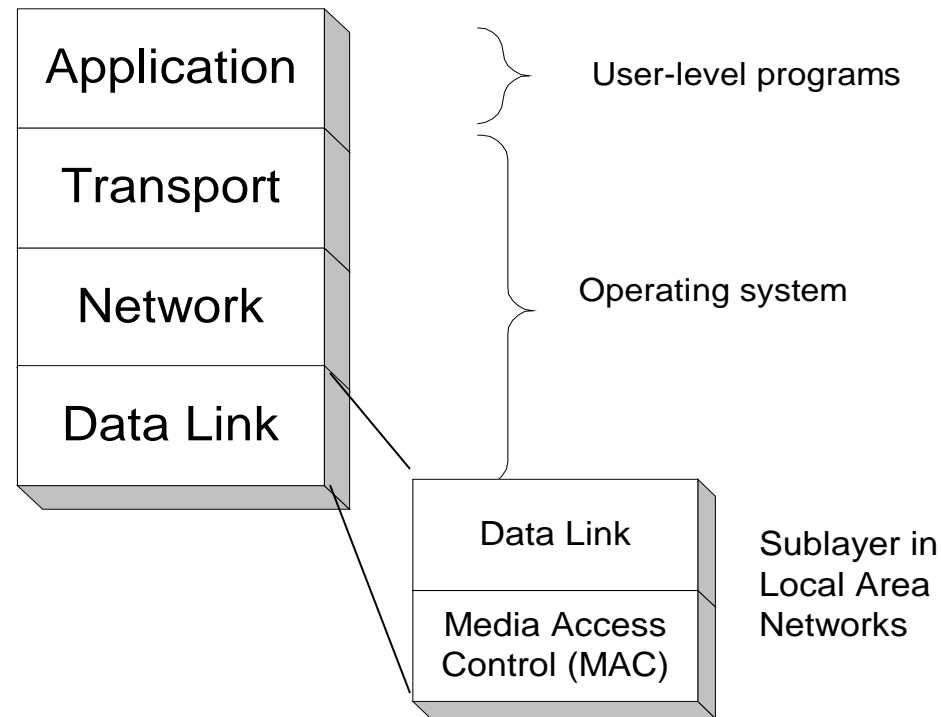 Application
User-level programs
Transport
Network
Operating system
Data Link
Data Link
Media Access
Control (MAC)
Sublayer in
Local Area
Networks